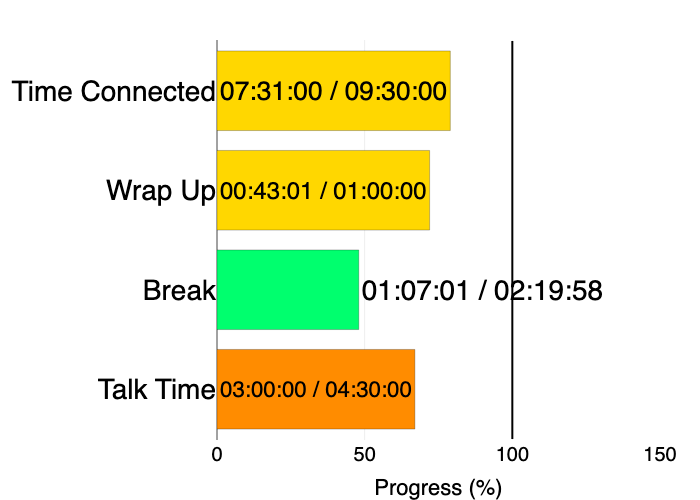 Time Connected 07:31:00 / 09:30:00
Wrap Up 00:43:01 / 01:00:00
Break 01:07:01 / 02:19:58
Talk Time 03:00:00 / 04:30:00
0 50 100 150
Progress (%)